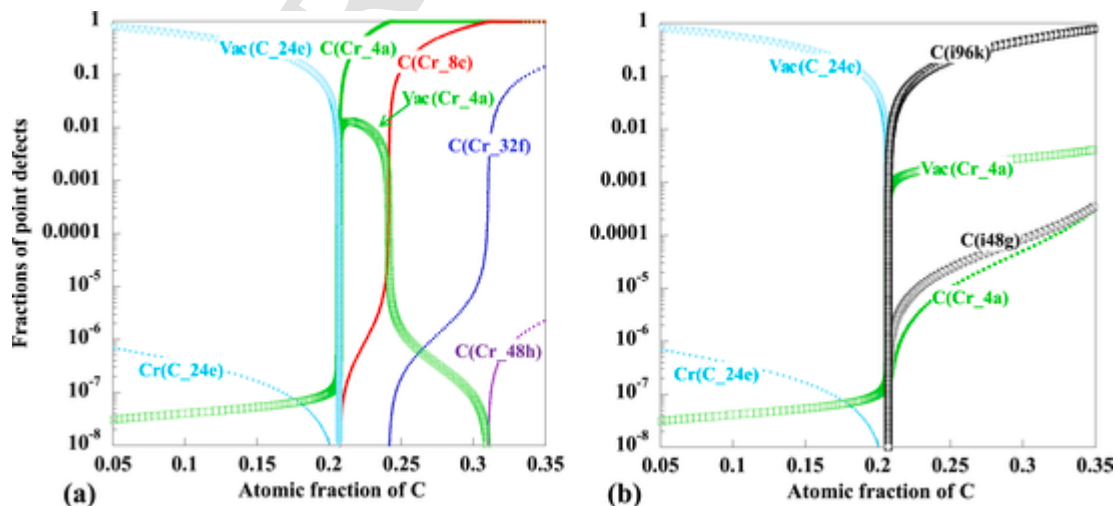 1
0.1
0.01
0.001
0.0001
10-5
10-6
10-7
10-8
Fractions of point defects
Vac(C_24e)
C(Cr_4a)
C(Cr_8c)
Vac(Cr_4a)
C(Cr_32f)
Cr(C_24e)
C(Cr_48h)
0.05 0.1 0.15 0.2 0.25 0.3 0.35
(a) Atomic fraction of C
1
0.1
0.01
0.001
0.0001
10-5
10-6
10-7
10-8
Vac(C_24e)
C(i96k)
Vac(Cr_4a)
C(i48g)
C(Cr_4a)
Cr(C_24e)
0.05 0.1 0.15 0.2 0.25 0.3 0.35
(b) Atomic fraction of C